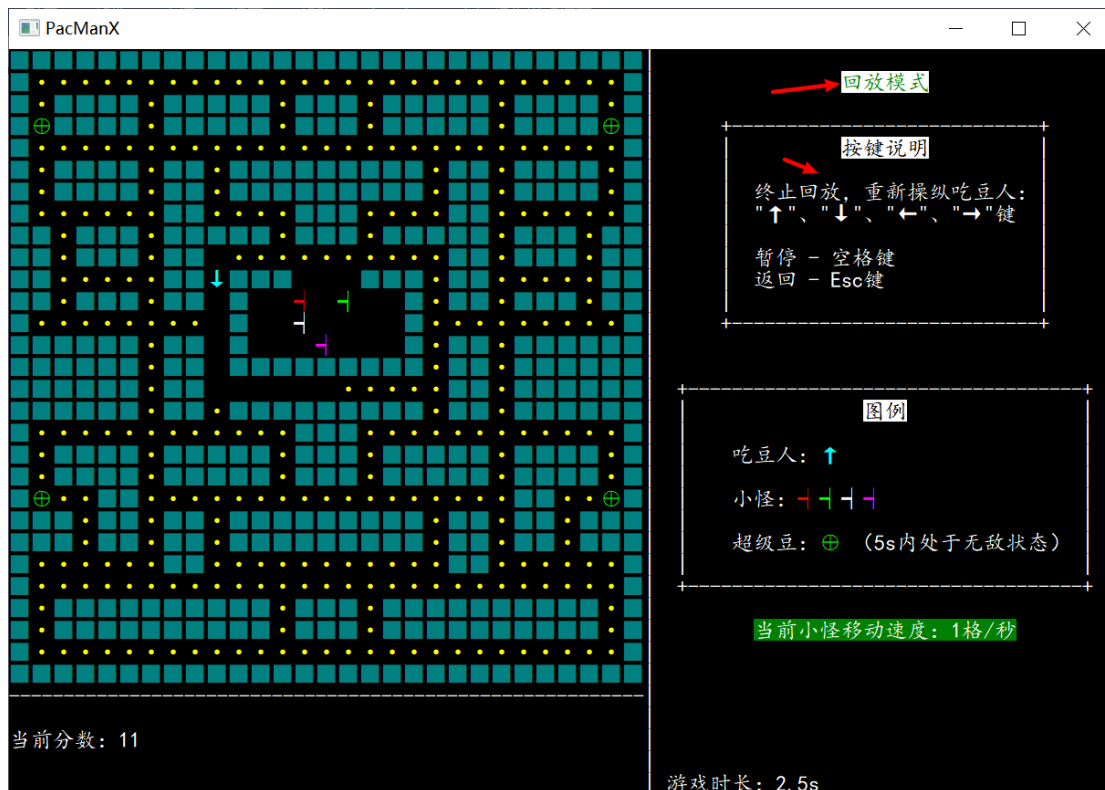 PacManX
回放模式
按键说明
终止回放，重新操纵吃豆人：
"↑"、"↓"、"←"、"→"键
暂停 - 空格键
返回 - Esc键
图例
吃豆人：↑
小怪：
超级豆： （5s内处于无敌状态）
当前小怪移动速度：1格/秒
当前分数：11
游戏时长：2.5s